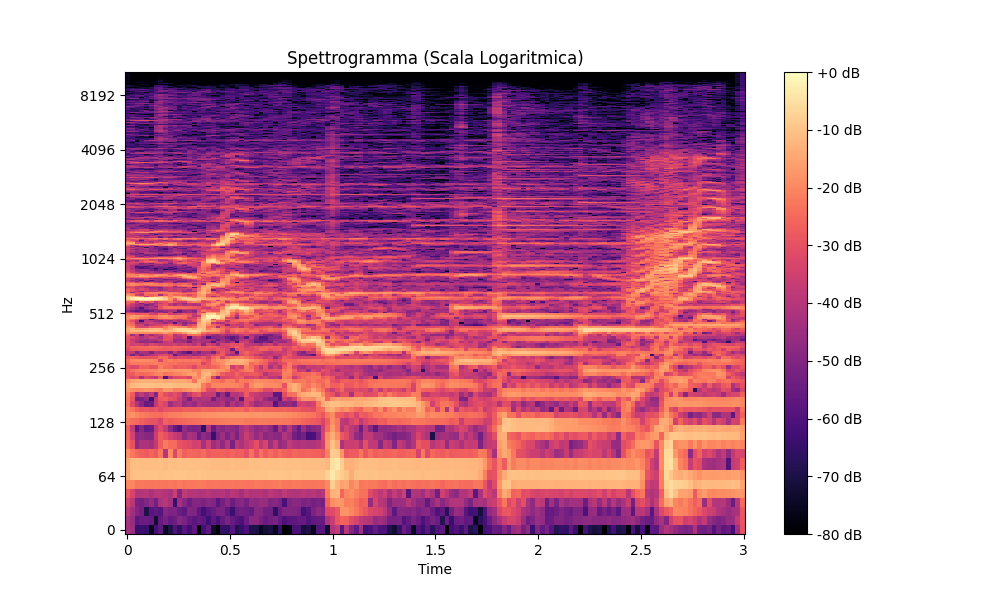 Spettrogramma (Scala Logaritmica)
8192
4096
2048
1024
512
256
128
64
0
Hz
0
0.5
1
1.5
2
2.5
3
Time
+0 dB
-10 dB
-20 dB
-30 dB
-40 dB
-50 dB
-60 dB
-70 dB
-80 dB